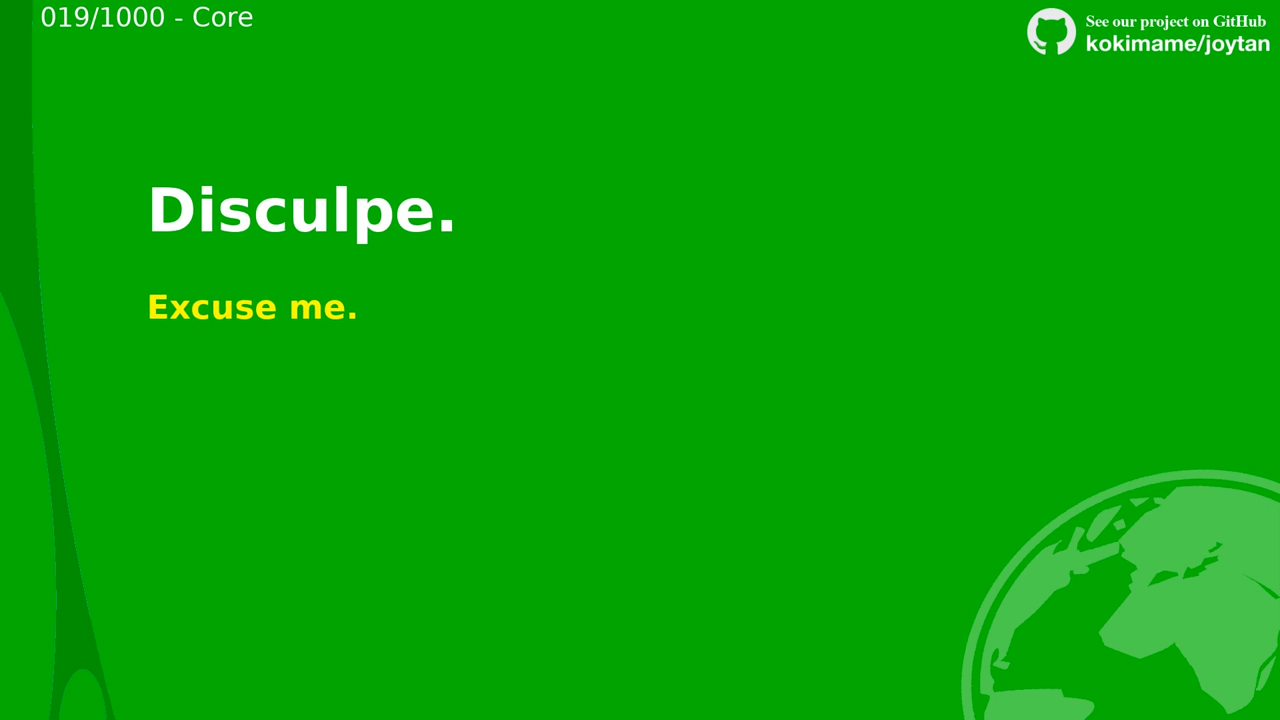 019/1000 - Core
See our project on GitHub
kokimame/joytan
Disculpe.
Excuse me.